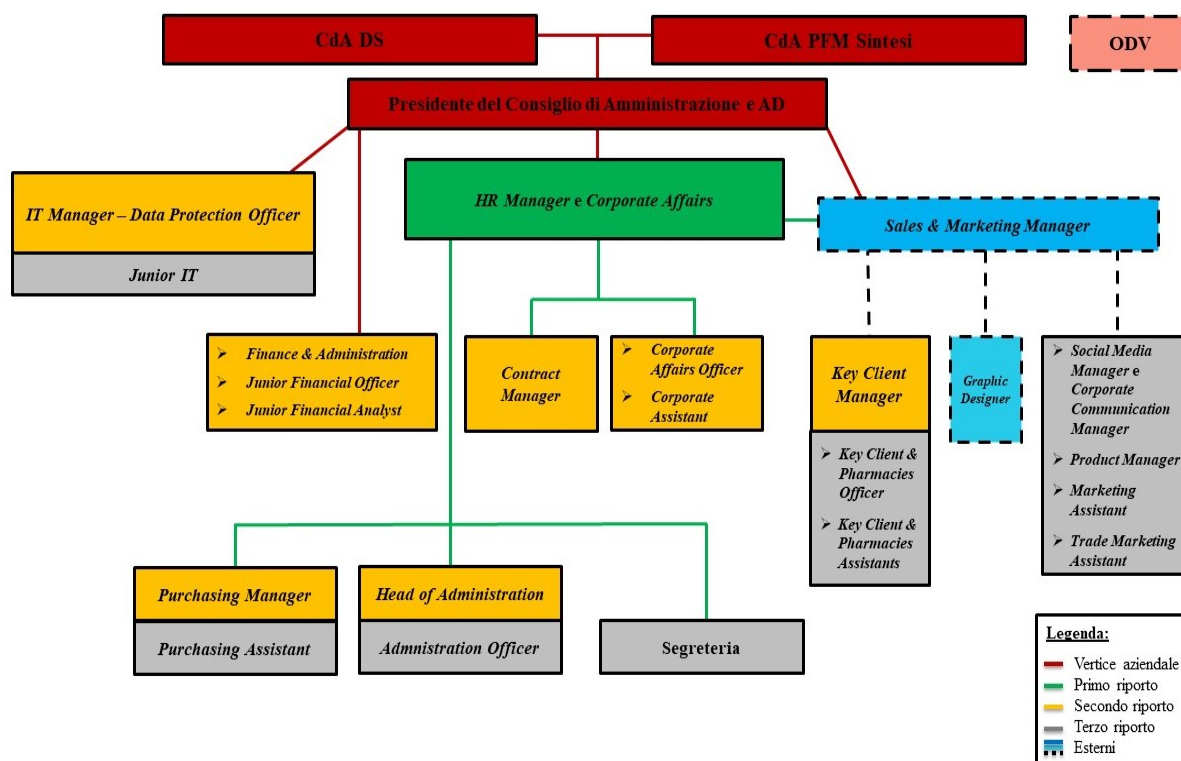 CdA DS
CdA PFM Sintesi
ODV
Presidente del Consiglio di Amministrazione e AD
IT Manager – Data Protection Officer
Junior IT
HR Manager e Corporate Affairs
Sales & Marketing Manager
➢ Finance & Administration
➢ Junior Financial Officer
➢ Junior Financial Analyst
Contract
Manager
➢ Corporate
Affairs Officer
➢ Corporate
Assistant
Key Client
Manager
➢ Key Client &
Pharmacies
Officer
➢ Key Client &
Pharmacies
Assistants
Graphic
Designer
➢ Social Media
Manager e
Corporate
Communication
Manager
➢ Product Manager
➢ Marketing
Assistant
➢ Trade Marketing
Assistant
Purchasing Manager
Purchasing Assistant
Head of Administration
Admnistration Officer
Segreteria
Legenda:
Vertice aziendale
Primo riporto
Secondo riporto
Terzo riporto
Esterni